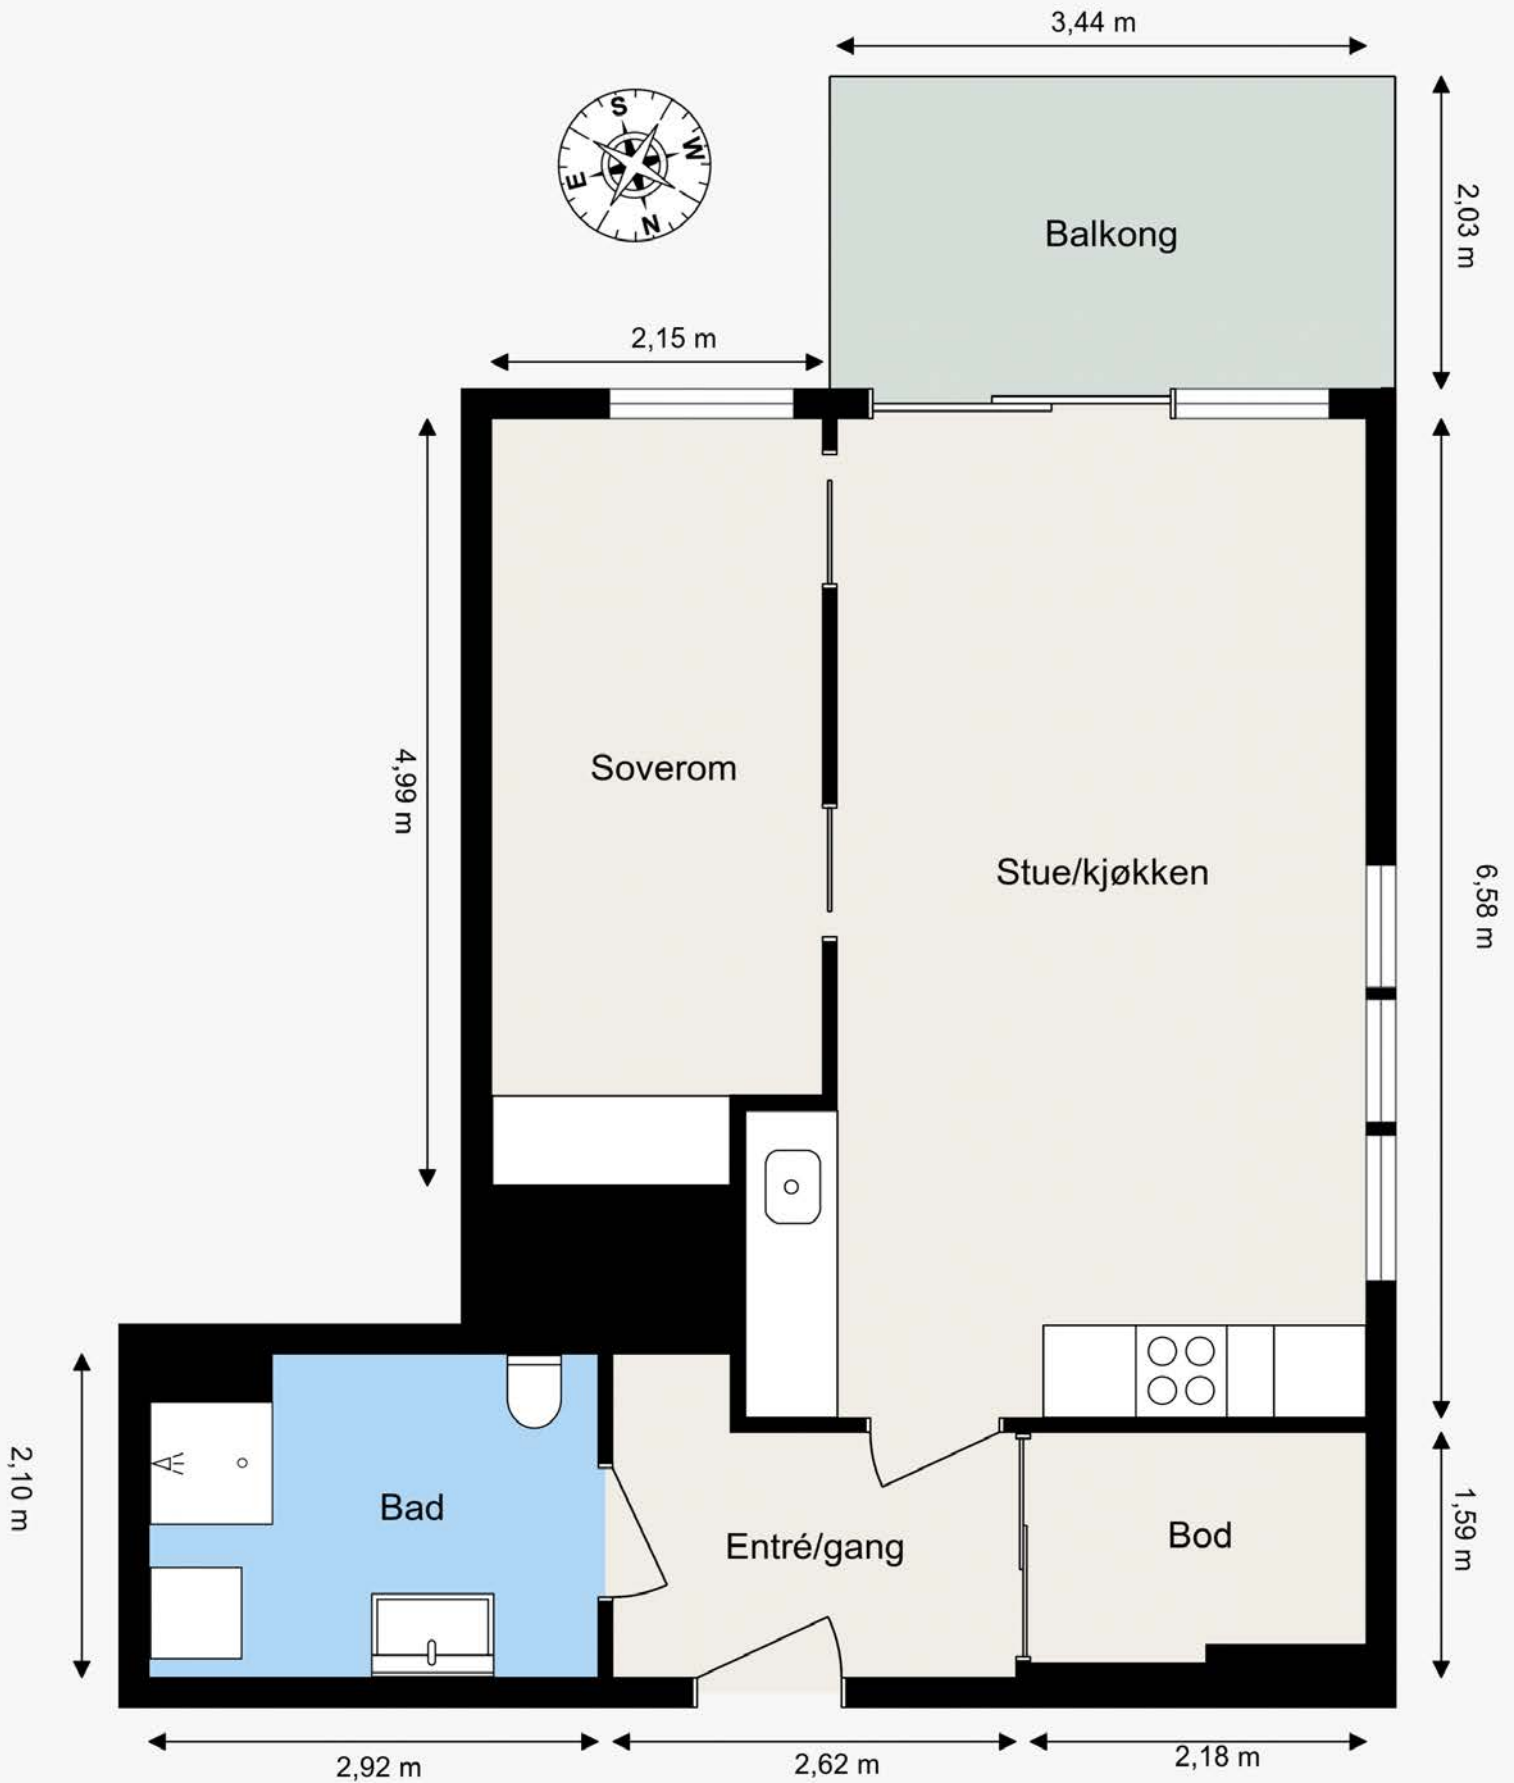 3,44 m
S
W
E
N
Balkong
2,03 m
2,15 m
Soverom
4,99 m
Stue/kjøkken
6,58 m
2,10 m
Bad
Entré/gang
Bod
1,59 m
2,92 m
2,62 m
2,18 m